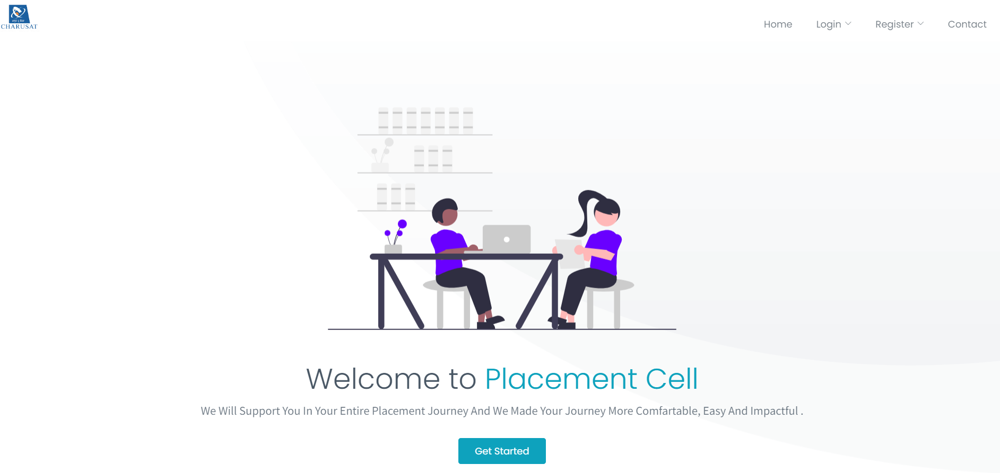 CHARUSAT
Home
Login
Register
Contact
Welcome to Placement Cell
We Will Support You In Your Entire Placement Journey And We Made Your Journey More Comfartable, Easy And Impactful .
Get Started